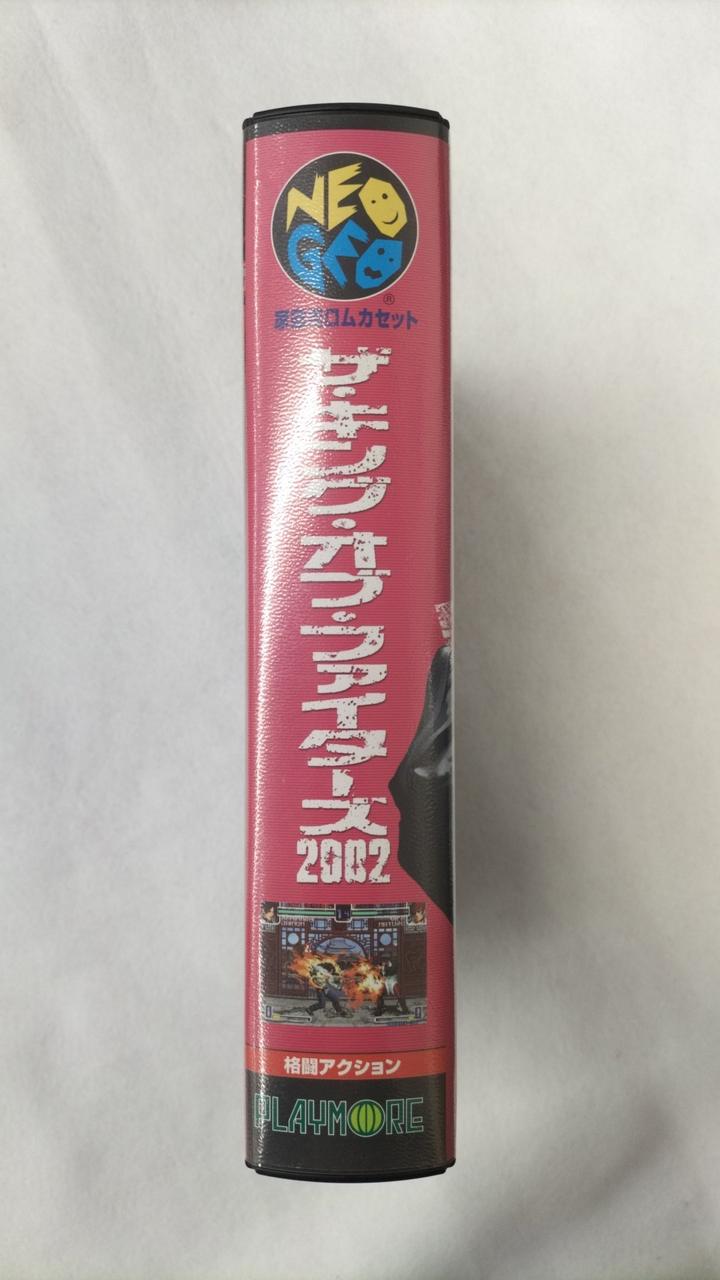 NEO
GEO
®
家庭用ロムカセット
ザ・キング・オブ・ファイターズ
2002
格闘アクション
PLAYMORE